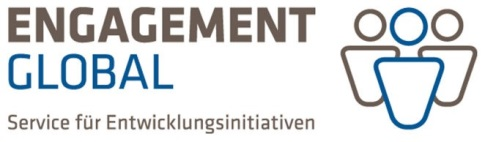 ENGAGEMENT
GLOBAL
Service für Entwicklungsinitiativen